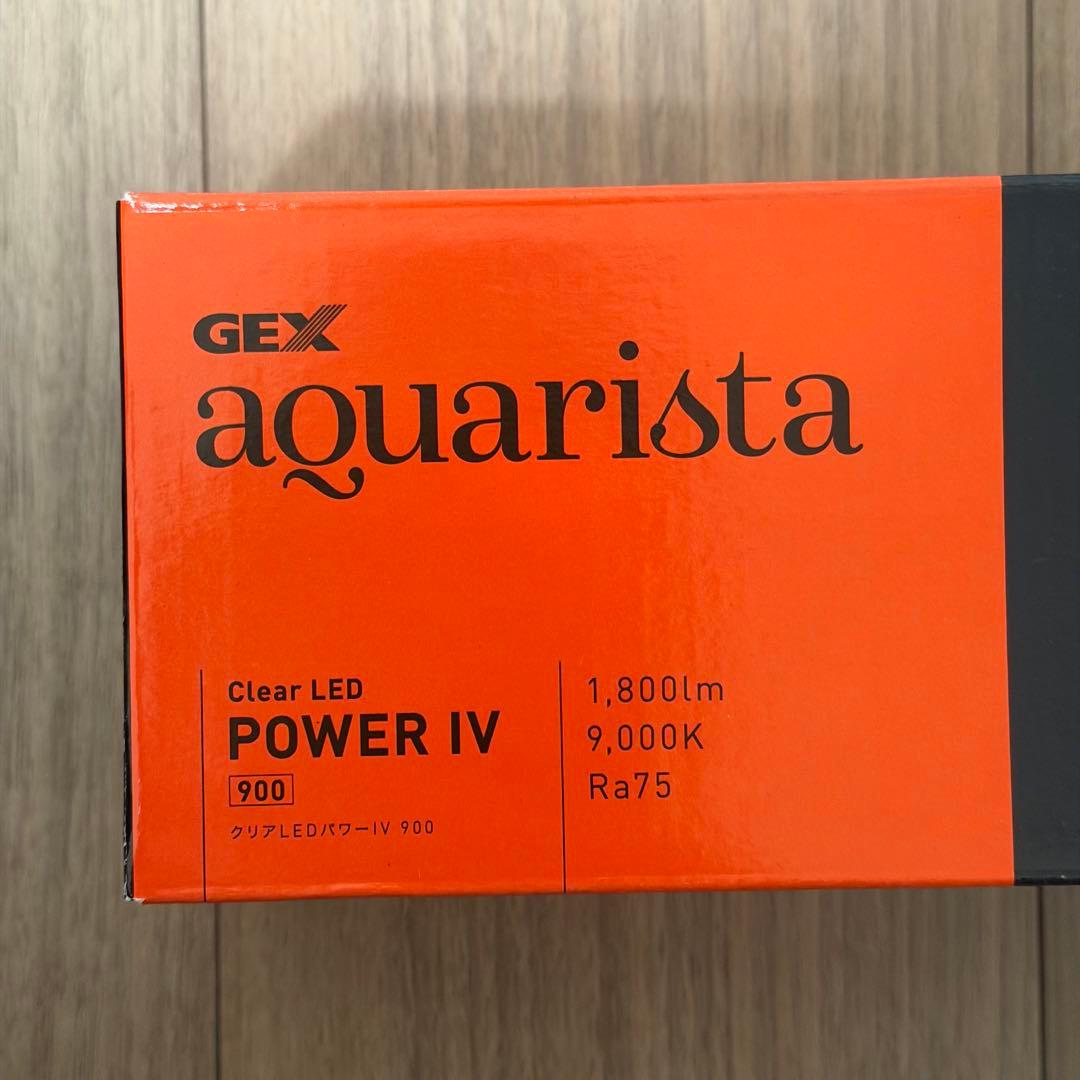 GEX
aquarista
Clear LED
POWER IV
900
クリアLEDパワーIV 900
1,800lm
9,000K
Ra75